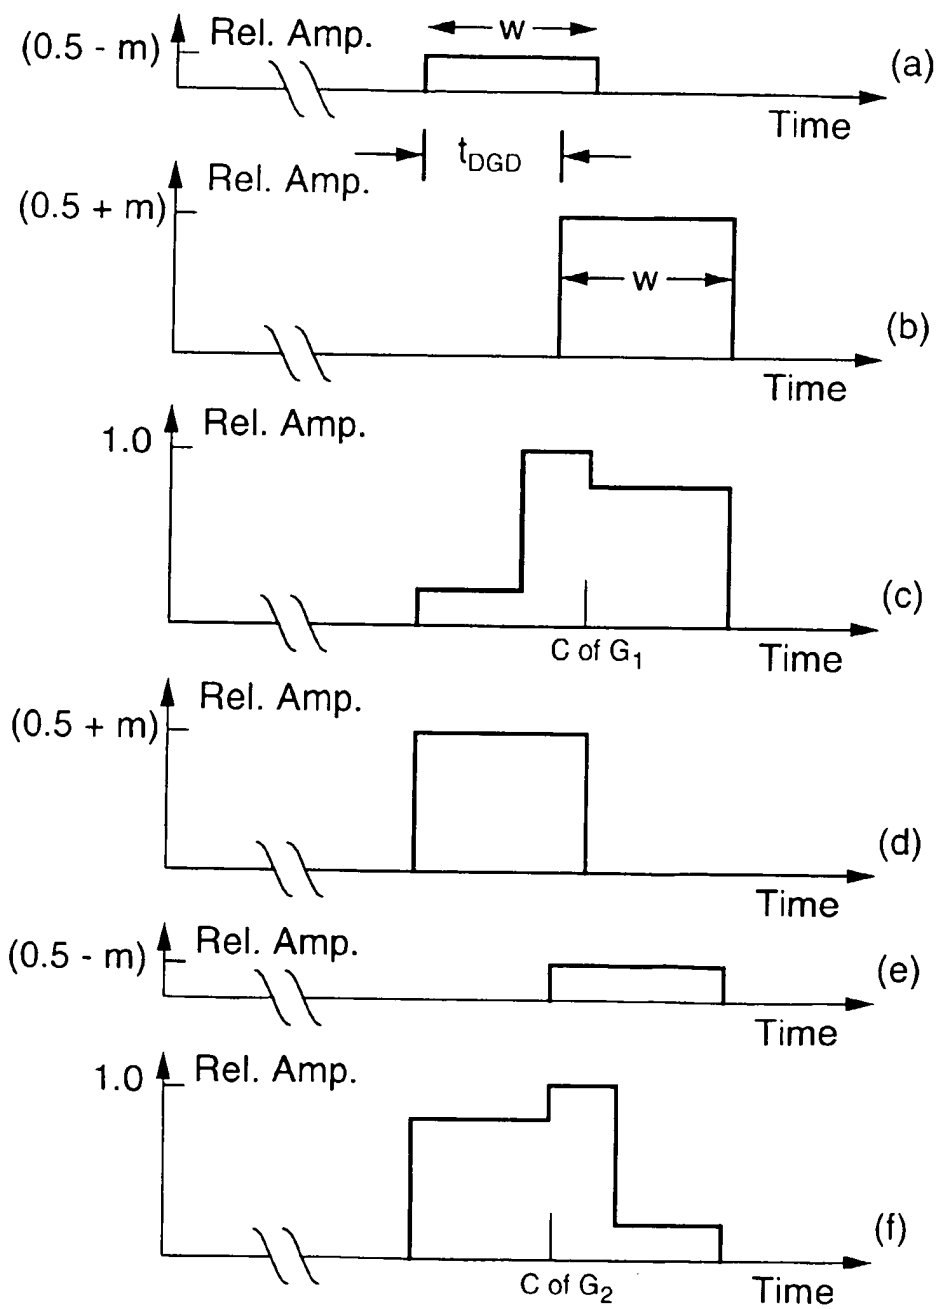 Rel. Amp.
(0.5 - m)
w
(a)
Time
t_DGD
Rel. Amp.
(0.5 + m)
w
(b)
Time
Rel. Amp.
1.0
(c)
C of G₁
Time
Rel. Amp.
(0.5 + m)
(d)
Time
Rel. Amp.
(0.5 - m)
(e)
Time
Rel. Amp.
1.0
(f)
C of G₂
Time